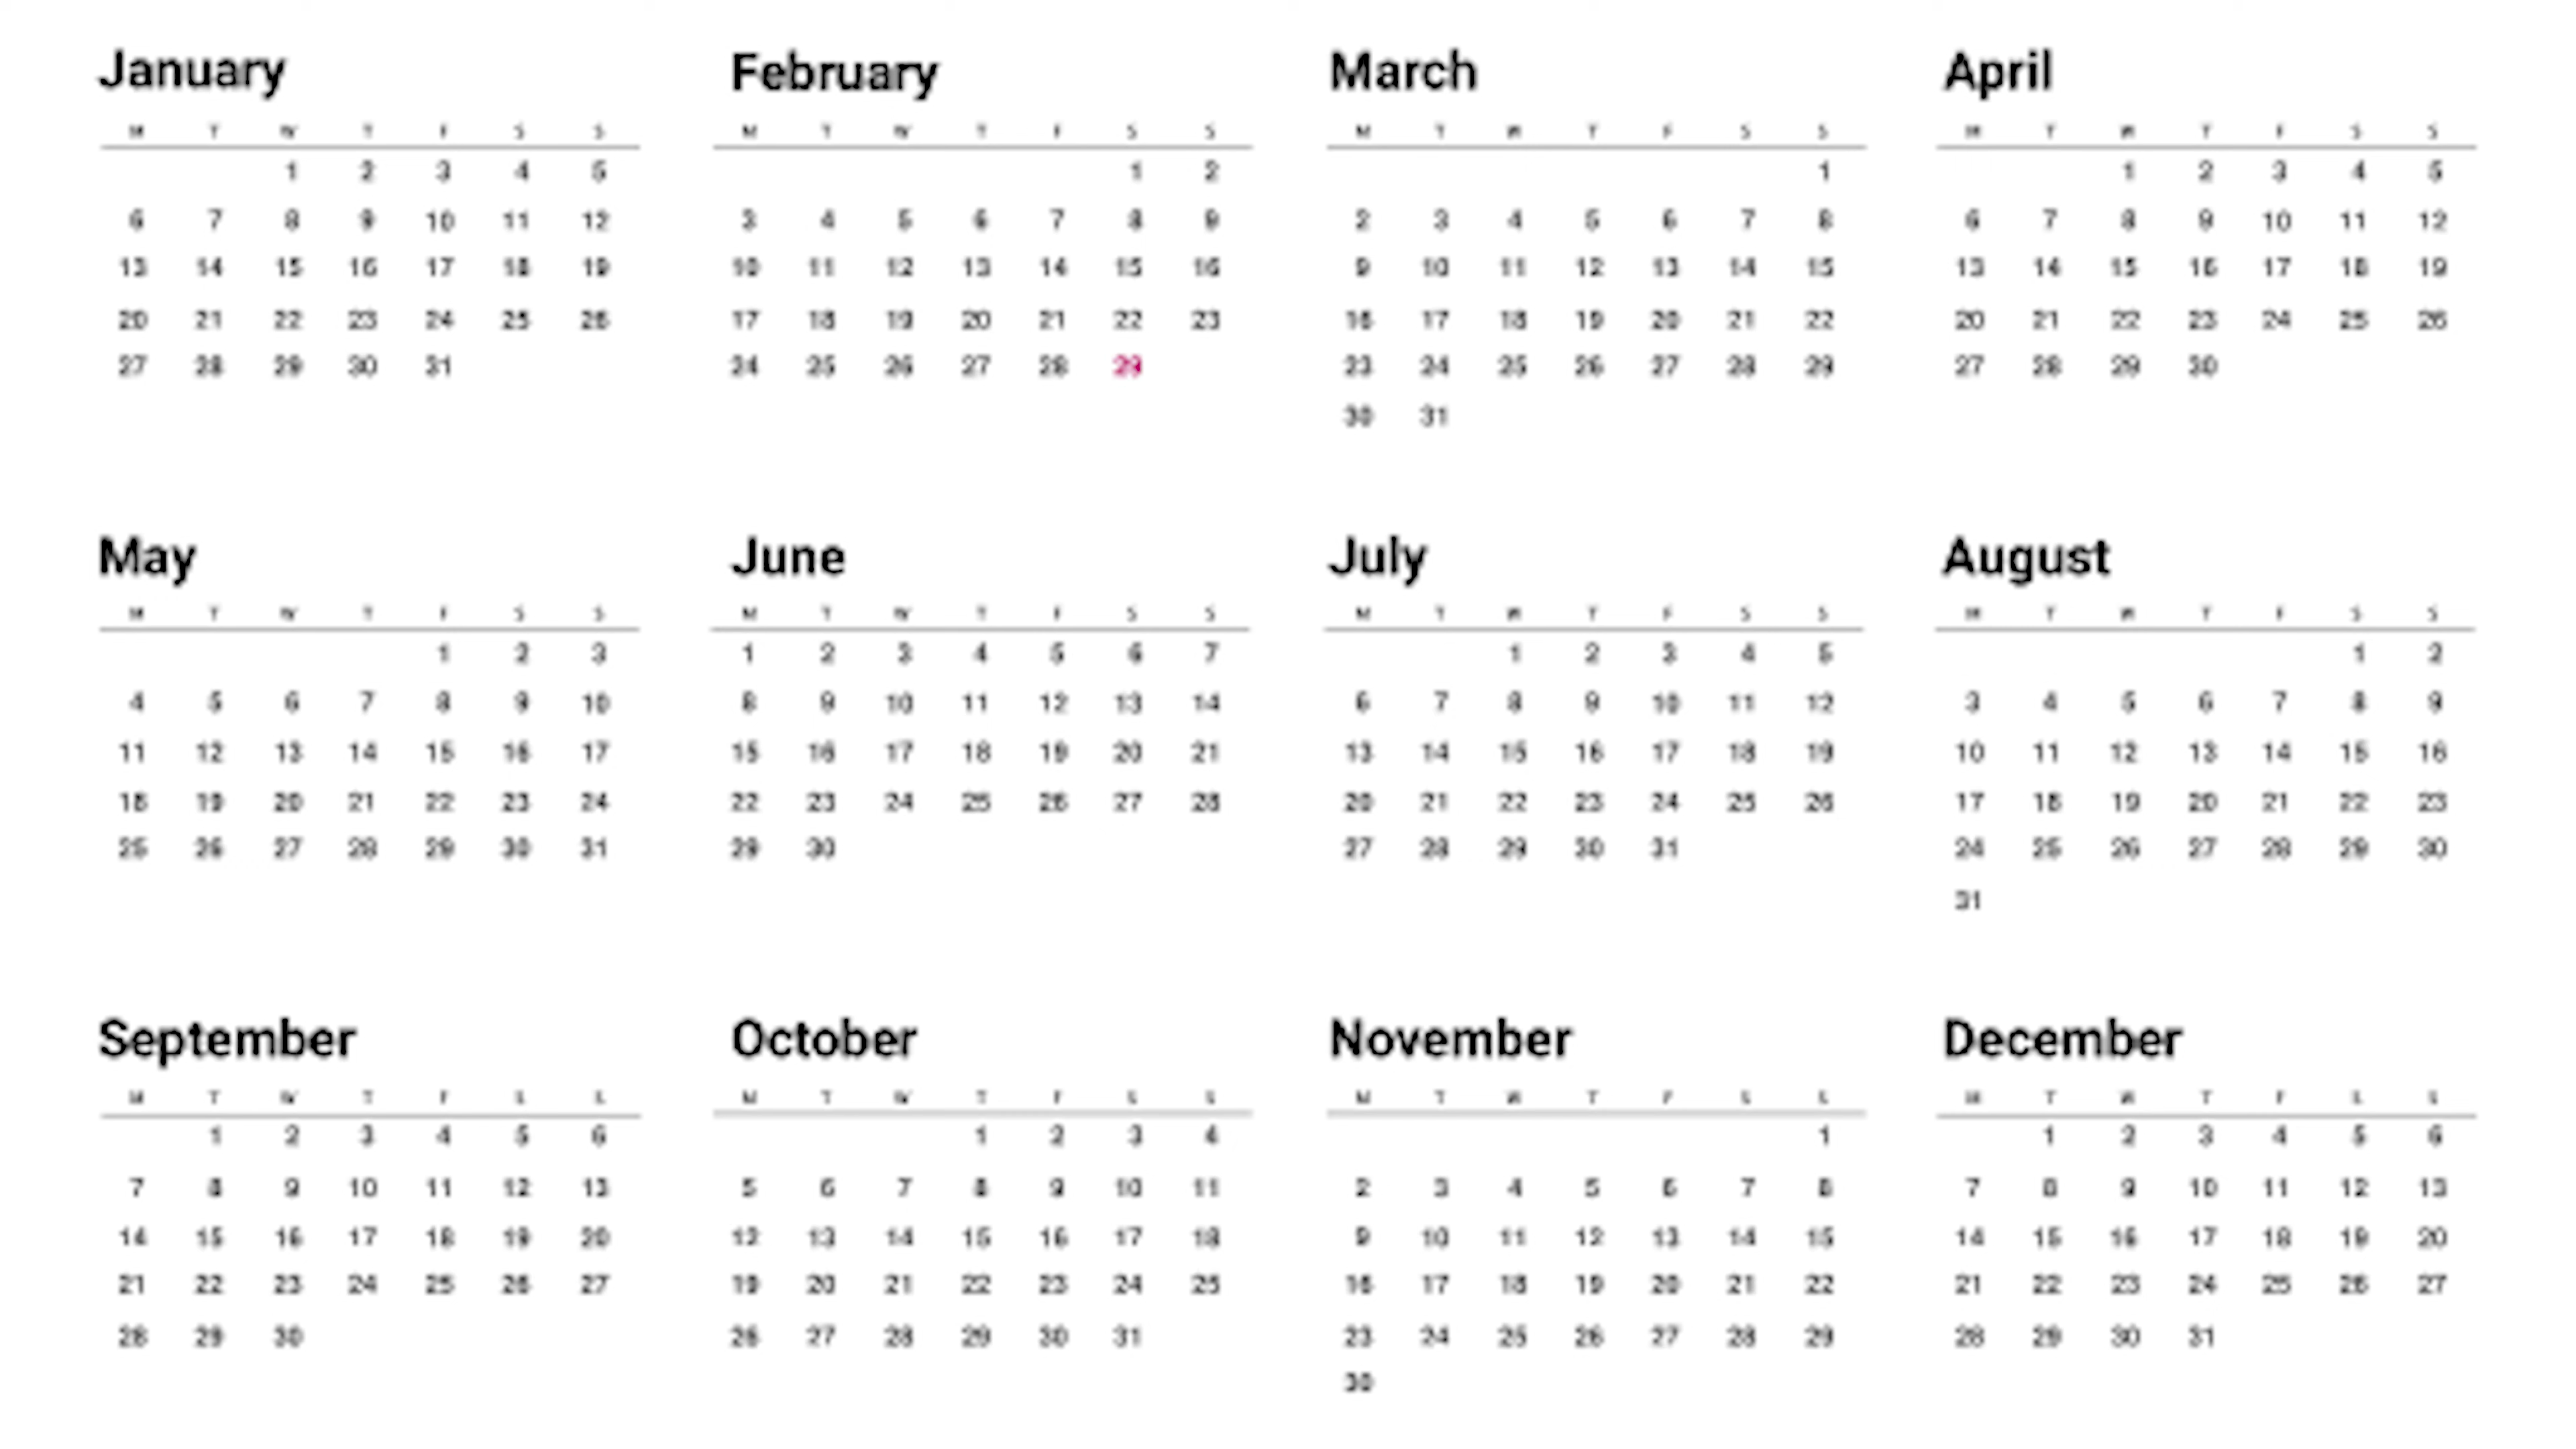 January
M T W T F S S
1 2 3 4 5
6 7 8 9 10 11 12
13 14 15 16 17 18 19
20 21 22 23 24 25 26
27 28 29 30 31
February
M T W T F S S
1 2
3 4 5 6 7 8 9
10 11 12 13 14 15 16
17 18 19 20 21 22 23
24 25 26 27 28 29
March
M T W T F S S
1
2 3 4 5 6 7 8
9 10 11 12 13 14 15
16 17 18 19 20 21 22
23 24 25 26 27 28 29
30 31
April
M T W T F S S
1 2 3 4 5
6 7 8 9 10 11 12
13 14 15 16 17 18 19
20 21 22 23 24 25 26
27 28 29 30
May
M T W T F S S
1 2 3
4 5 6 7 8 9 10
11 12 13 14 15 16 17
18 19 20 21 22 23 24
25 26 27 28 29 30 31
June
M T W T F S S
1 2 3 4 5 6 7
8 9 10 11 12 13 14
15 16 17 18 19 20 21
22 23 24 25 26 27 28
29 30
July
M T W T F S S
1 2 3 4 5
6 7 8 9 10 11 12
13 14 15 16 17 18 19
20 21 22 23 24 25 26
27 28 29 30 31
August
M T W T F S S
1 2
3 4 5 6 7 8 9
10 11 12 13 14 15 16
17 18 19 20 21 22 23
24 25 26 27 28 29 30
31
September
M T W T F S S
1 2 3 4 5 6
7 8 9 10 11 12 13
14 15 16 17 18 19 20
21 22 23 24 25 26 27
28 29 30
October
M T W T F S S
1 2 3 4
5 6 7 8 9 10 11
12 13 14 15 16 17 18
19 20 21 22 23 24 25
26 27 28 29 30 31
November
M T W T F S S
1
2 3 4 5 6 7 8
9 10 11 12 13 14 15
16 17 18 19 20 21 22
23 24 25 26 27 28 29
30
December
M T W T F S S
1 2 3 4 5 6
7 8 9 10 11 12 13
14 15 16 17 18 19 20
21 22 23 24 25 26 27
28 29 30 31